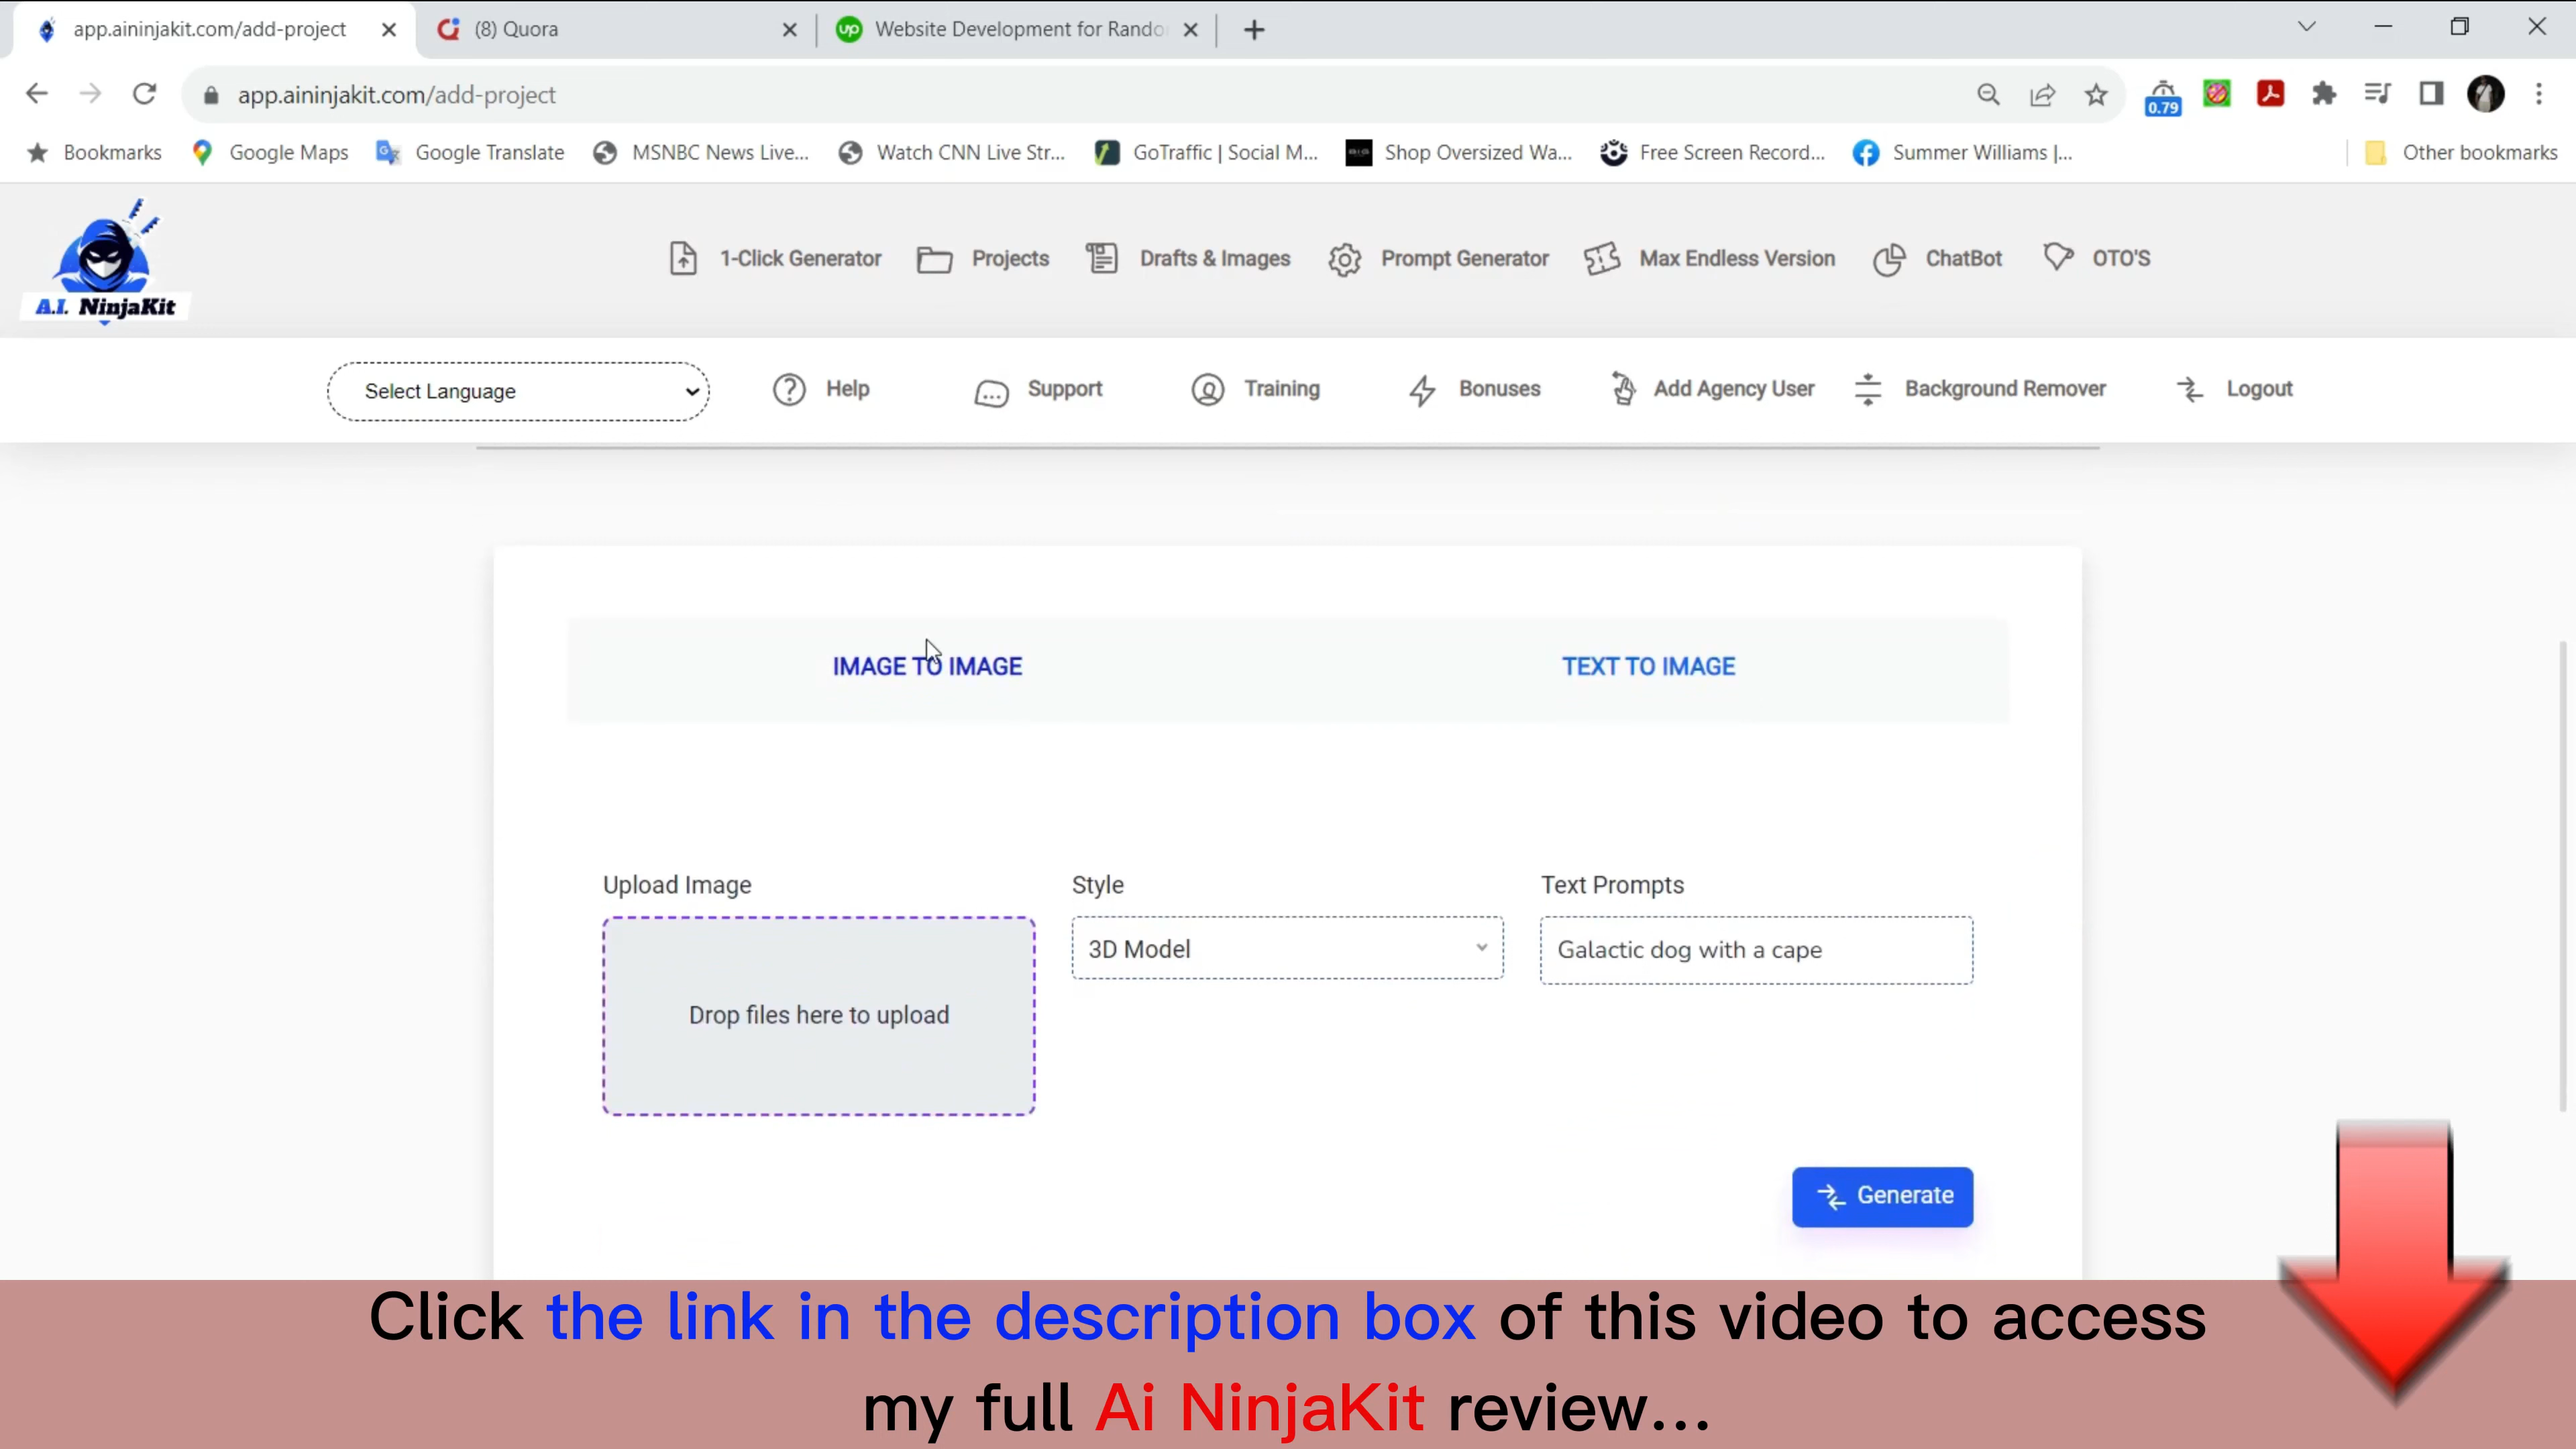 app.aininjakit.com/add-project
(8) Quora
Website Development for Rando
app.aininjakit.com/add-project
0.79
Bookmarks
Google Maps
Google Translate
MSNBC News Live...
Watch CNN Live Str...
GoTraffic | Social M...
Shop Oversized Wa...
Free Screen Record...
Summer Williams |...
Other bookmarks
A.I. NinjaKit
1-Click Generator
Projects
Drafts & Images
Prompt Generator
Max Endless Version
ChatBot
OTO'S
Select Language
Help
Support
Training
Bonuses
Add Agency User
Background Remover
Logout
IMAGE TO IMAGE
TEXT TO IMAGE
Upload Image
Style
Text Prompts
Drop files here to upload
3D Model
Galactic dog with a cape
Generate
Click the link in the description box of this video to access
my full Ai NinjaKit review...